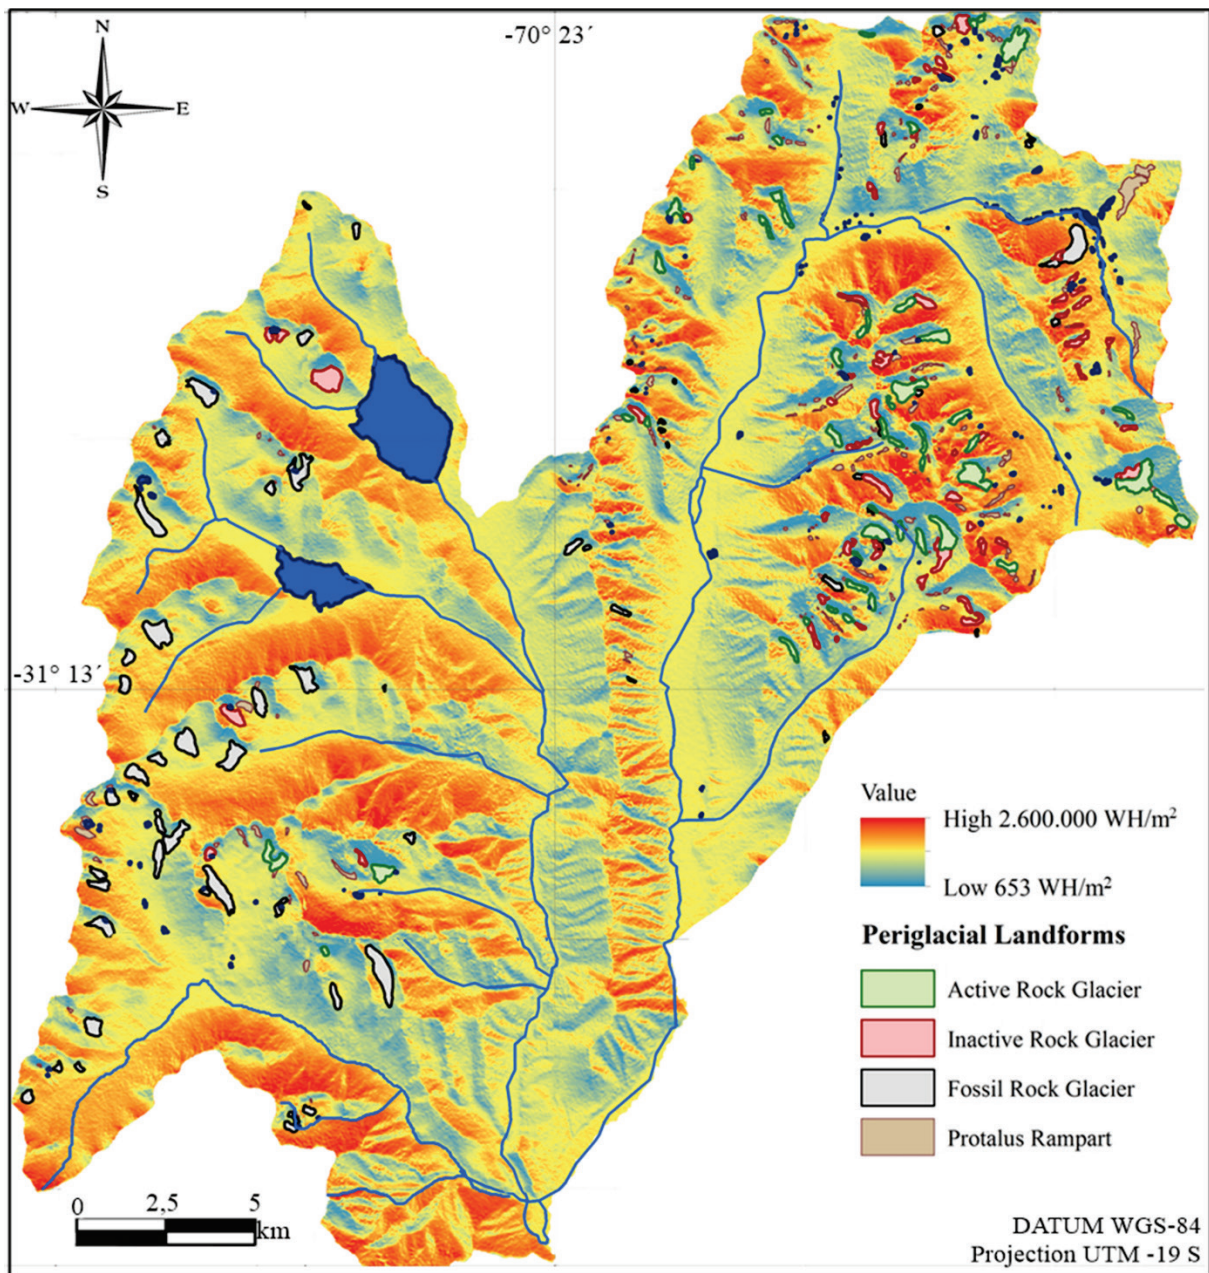 -70° 23´
N
W E
S
-31° 13´
Value
High 2.600.000 WH/m²
Low 653 WH/m²
Periglacial Landforms
Active Rock Glacier
Inactive Rock Glacier
Fossil Rock Glacier
Protalus Rampart
0 2,5 5
km
DATUM WGS-84
Projection UTM -19 S